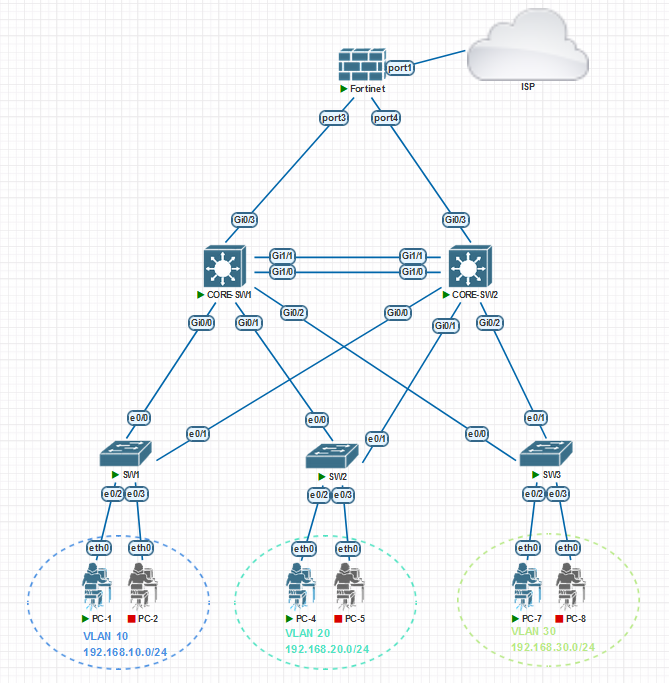 port1
ISP
Fortinet
port3
port4
Gi0/3
Gi0/3
Gi1/1
Gi1/1
Gi1/0
Gi1/0
CORE-SW1
CORE-SW2
Gi0/0
Gi0/1
Gi0/2
Gi0/0
Gi0/1
Gi0/2
e0/0
e0/1
e0/0
e0/1
e0/0
e0/1
SW1
SW2
SW3
e0/2
e0/3
e0/2
e0/3
e0/2
e0/3
eth0
eth0
eth0
eth0
eth0
eth0
PC-1
PC-2
PC-4
PC-5
PC-7
PC-8
VLAN 10
192.168.10.0/24
VLAN 20
192.168.20.0/24
VLAN 30
192.168.30.0/24